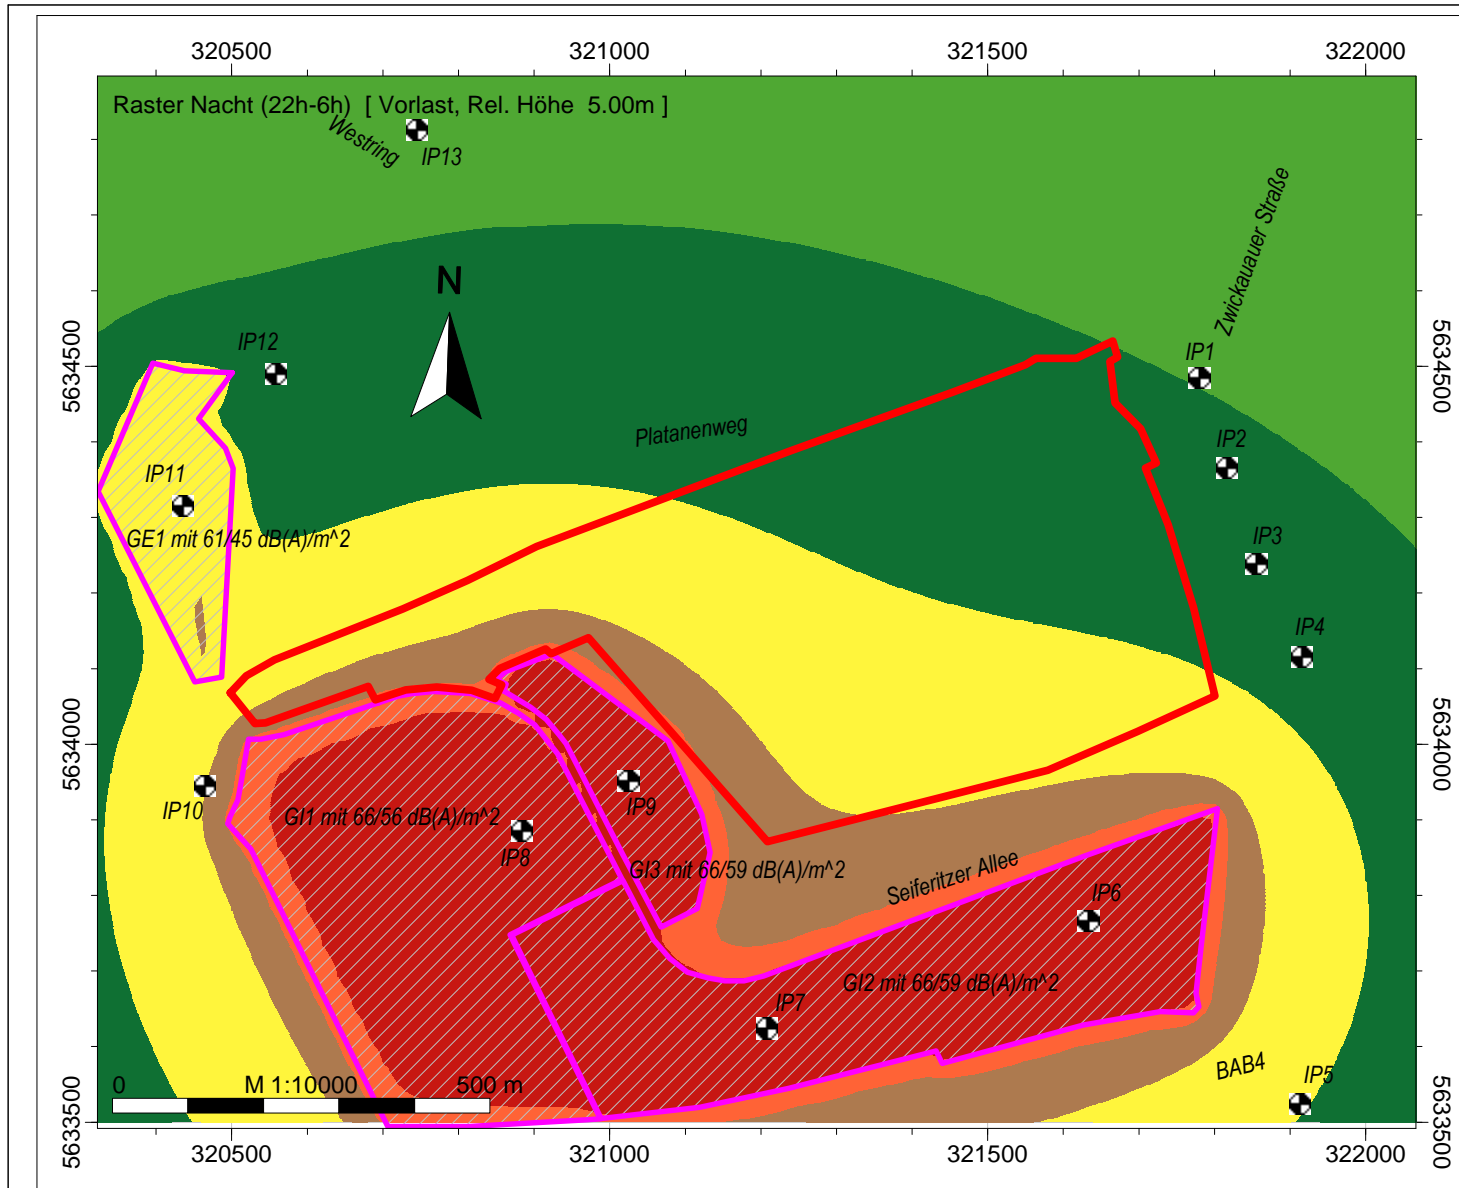 320500 321000 321500 322000
Raster Nacht (22h-6h) [ Vorlast, Rel. Höhe 5.00m ]
Westring
IP13
Zwickauauer Straße
N
5634500
5634500
IP12
IP1
Platanenweg
IP2
IP11
GE1 mit 61/45 dB(A)/m^2
IP3
IP4
5634000
5634000
IP10
GI1 mit 66/56 dB(A)/m^2
IP9
IP8
GI3 mit 66/59 dB(A)/m^2
Seiferitzer Allee
IP6
GI2 mit 66/59 dB(A)/m^2
IP7
BAB4
IP5
0 M 1:10000 500 m
5633500
5633500
320500 321000 321500 322000